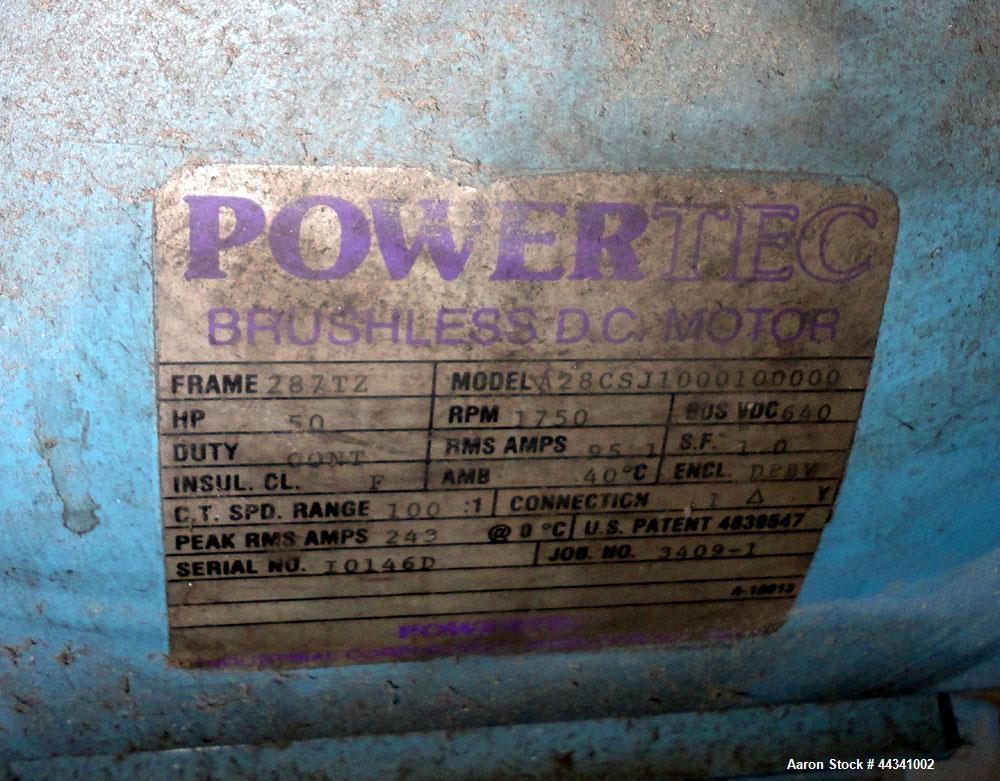 POWERTEC
BRUSHLESS D.C. MOTOR
FRAME 287TZ MODEL A28CSJ1000100000
HP 50 RPM 1750 BUS VDC 640
DUTY CONT RMS AMPS 95.1 S.F. 1.0
INSUL. CL. F AMB 40°C ENCL. DPBV
C.T. SPD. RANGE 100 :1 CONNECTION 1 Δ Y
PEAK RMS AMPS 243 @ 0 °C U.S. PATENT 4839547
SERIAL NO. I0146D JOB. NO. 3409-1
POWERTEC
INDUSTRIAL
Aaron Stock # 44341002